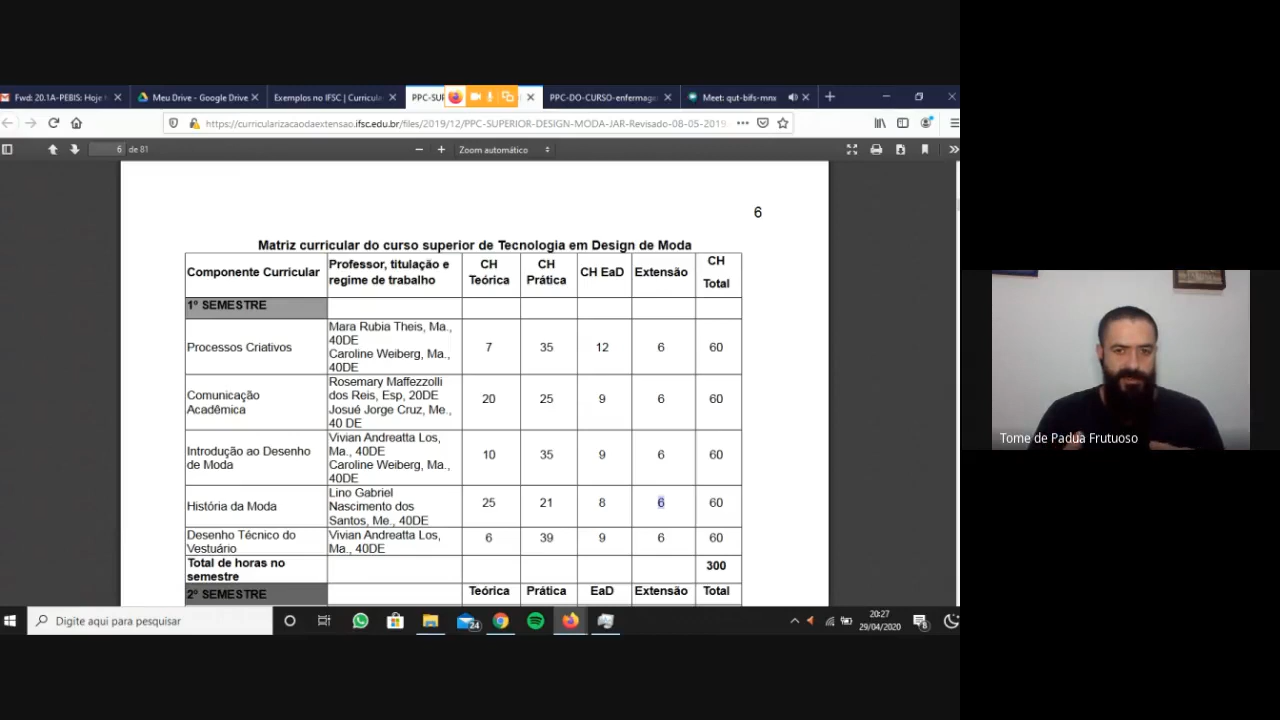 Fwd: 20.1A-PEBIS: Hoje
Meu Drive - Google Drive
Exemplos no IFSC | Curricular
PPC-SUP
PPC-DO-CURSO-enfermagem
Meet: qut-bifs-mnx
https://curricularizacaodaextensao.ifsc.edu.br/files/2019/12/PPC-SUPERIOR-DESIGN-MODA-JAR-Revisado-08-05-2019.
6 de 81
Zoom automático
6
Matriz curricular do curso superior de Tecnologia em Design de Moda
Componente Curricular
Professor, titulação e
regime de trabalho
CH
Teórica
CH
Prática
CH EaD
Extensão
CH
Total
1º SEMESTRE
Processos Criativos
Mara Rubia Theis, Ma.,
40DE
Caroline Weiberg, Ma.,
40DE
7 35 12 6 60
Comunicação
Acadêmica
Rosemary Maffezzolli
dos Reis, Esp, 20DE
Josué Jorge Cruz, Me.,
40 DE
20 25 9 6 60
Introdução ao Desenho
de Moda
Vivian Andreatta Los,
Ma., 40DE
Caroline Weiberg, Ma.,
40DE
10 35 9 6 60
História da Moda
Lino Gabriel
Nascimento dos
Santos, Me., 40DE
25 21 8 6 60
Desenho Técnico do
Vestuário
Vivian Andreatta Los,
Ma., 40DE
6 39 9 6 60
Total de horas no
semestre
300
2º SEMESTRE
Teórica Prática EaD Extensão Total
Digite aqui para pesquisar
24
20:27
29/04/2020
8
Tome de Padua Frutuoso